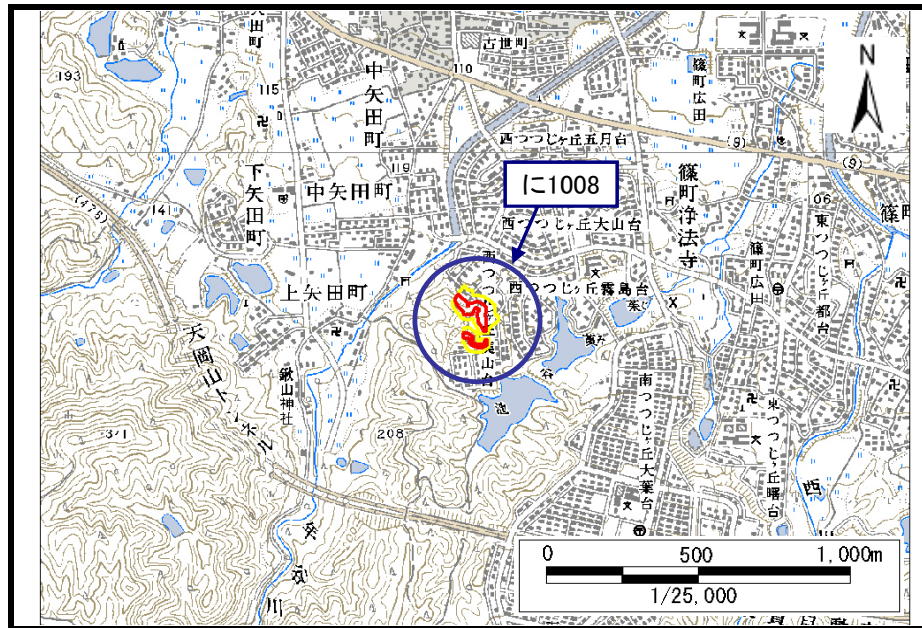 古世町
篠町広田
N
193
115
110
中矢田町
西つつじヶ丘五月台
(9)
(9)
に1008
119
下矢田町
141
(478)
中矢田町
篠町浄法寺
西つつじヶ丘大山台
上矢田町
西つつじヶ丘霧島台
篠町広田
東つつじヶ丘都台
天岡山トンネル
鍬山神社
208
南つつじヶ丘大葉台
東つつじヶ丘曙台
西
年谷川
0 500 1,000m
1/25,000